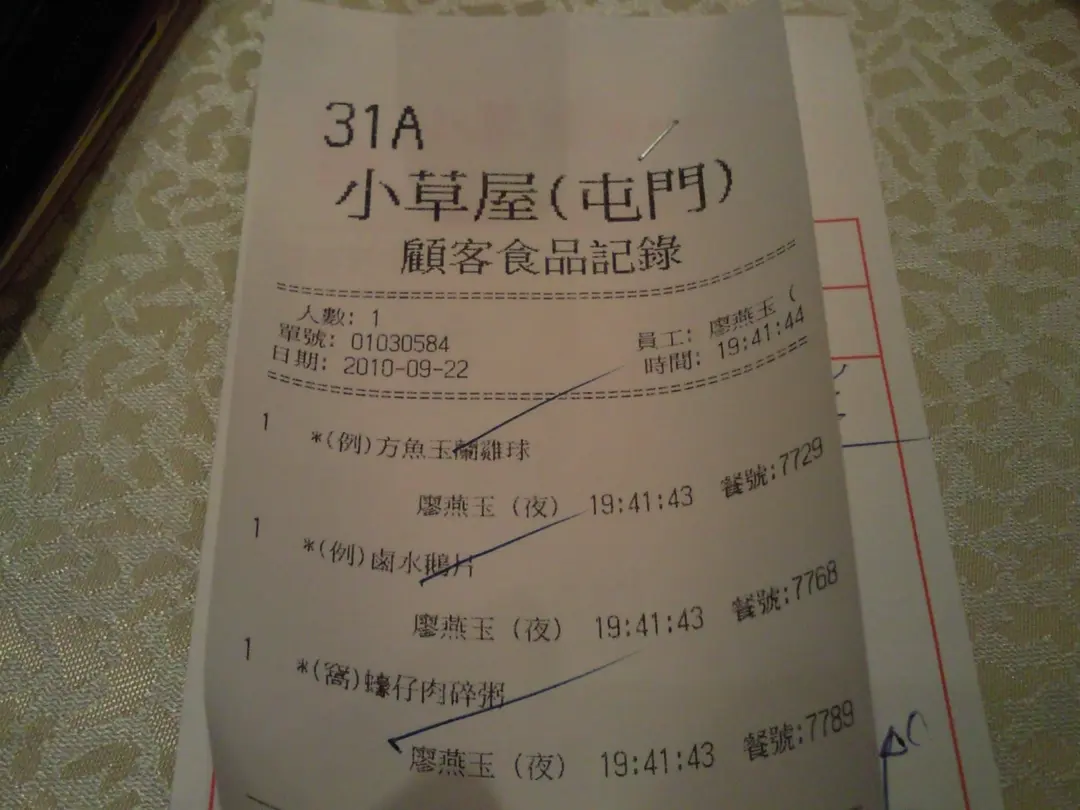 31A
小草屋(屯門)
顧客食品記錄
人數: 1
單號: 01030584 員工: 廖燕玉 (
日期: 2010-09-22 時間: 19:41:44
1 *(例)方魚玉蘭雞球
廖燕玉 (夜) 19:41:43 餐號:7729
1 *(例)鹵水鵝片
廖燕玉 (夜) 19:41:43 餐號:7768
1 *(窩)蠔仔肉碎粥
廖燕玉 (夜) 19:41:43 餐號:7789